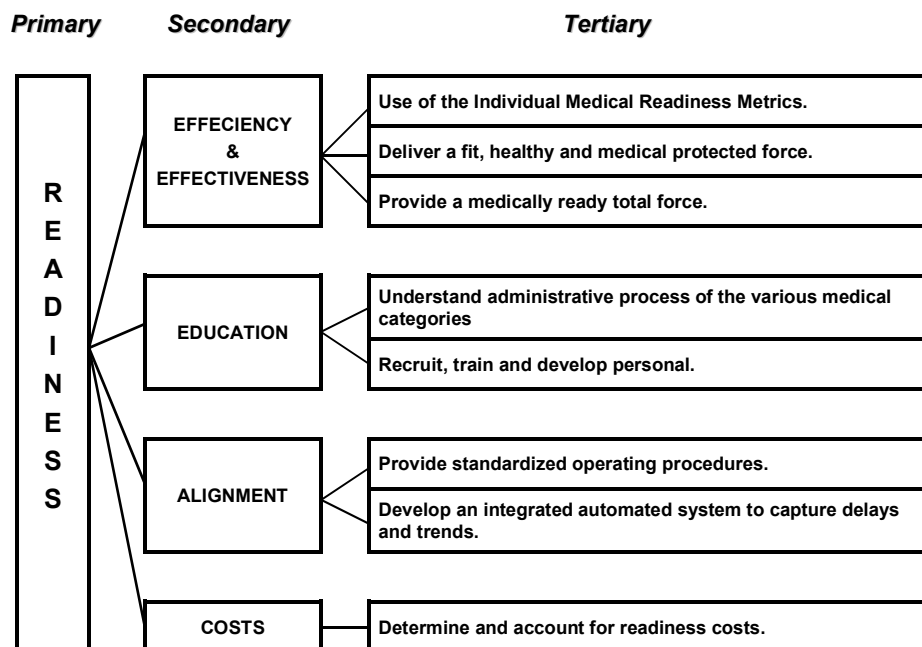 Primary Secondary Tertiary
READINESS
EFFECIENCY
&
EFFECTIVENESS
Use of the Individual Medical Readiness Metrics.
Deliver a fit, healthy and medical protected force.
Provide a medically ready total force.
EDUCATION
Understand administrative process of the various medical
categories
Recruit, train and develop personal.
ALIGNMENT
Provide standardized operating procedures.
Develop an integrated automated system to capture delays
and trends.
COSTS
Determine and account for readiness costs.